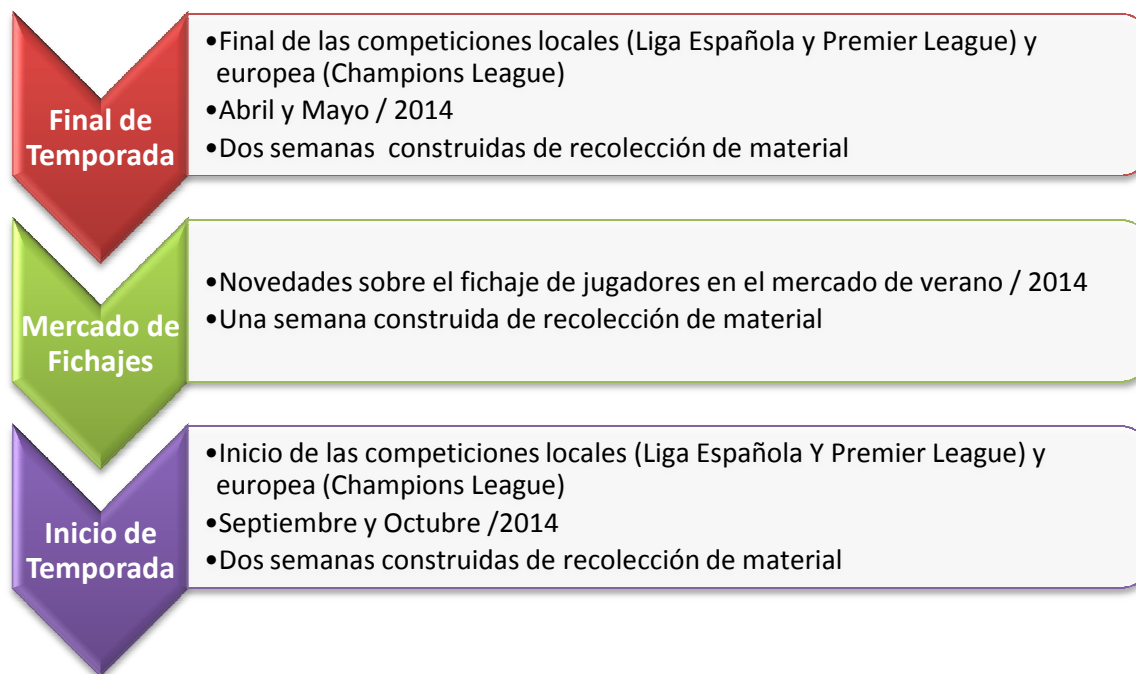 Final de
Temporada
•Final de las competiciones locales (Liga Española y Premier League) y
europea (Champions League)
•Abril y Mayo / 2014
•Dos semanas construidas de recolección de material
Mercado de
Fichajes
•Novedades sobre el fichaje de jugadores en el mercado de verano / 2014
•Una semana construida de recolección de material
Inicio de
Temporada
•Inicio de las competiciones locales (Liga Española Y Premier League) y
europea (Champions League)
•Septiembre y Octubre /2014
•Dos semanas construidas de recolección de material